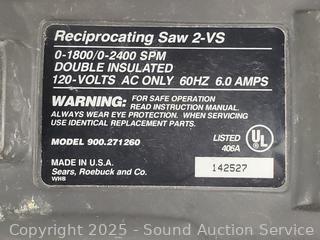 Reciprocating Saw 2-VS
0-1800/0-2400 SPM
DOUBLE INSULATED
120-VOLTS AC ONLY 60HZ 6.0 AMPS
WARNING: FOR SAFE OPERATION
READ INSTRUCTION MANUAL.
ALWAYS WEAR EYE PROTECTION. WHEN SERVICING
USE IDENTICAL REPLACEMENT PARTS.
MODEL 900.271260
LISTED
406A
UL
MADE IN U.S.A.
Sears, Roebuck and Co.
WHB
142527
Copyright 2025 - Sound Auction Service